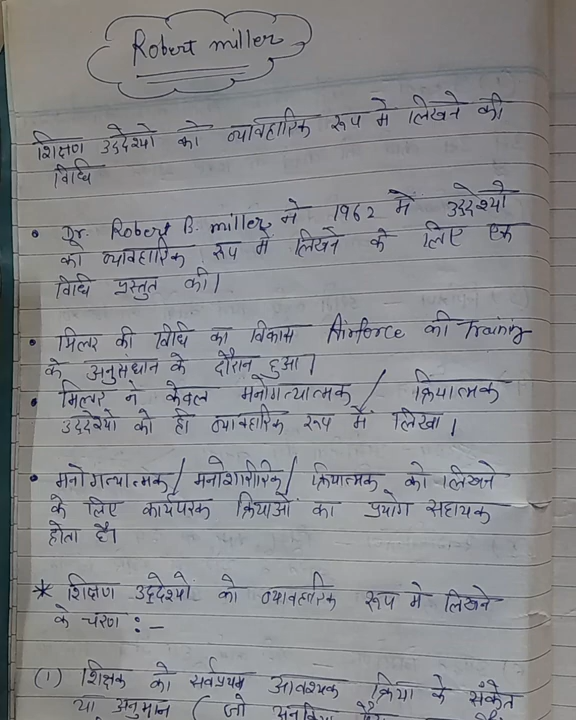 Robert miller
शिक्षण उद्देश्यो को व्यावहारिक रूप मे लिखने की
विधि
• Dr. Robert B. miller ने 1962 में उद्देश्यो
को व्यावहारिक रूप में लिखने के लिए एक
विधि प्रस्तुत की।
• मिलर की विधि का विकास Airforce की Training
के अनुसंधान के दौरान हुआ।
• मिलर ने केवल मनोगत्यात्मक / क्रियात्मक
उद्देश्यो को ही व्यावहारिक रूप में लिखा।
• मनोगत्यात्मक / मनोशारीरिक / क्रियात्मक को लिखने
के लिए कार्यपरक क्रियाओं का प्रयोग सहायक
होता है।
* शिक्षण उद्देश्यो को व्यावहारिक रूप मे लिखने
के चरण :-
(1) शिक्षक को सर्वप्रथम आवश्यक क्रिया के संकेत
या अनुमान ( जो